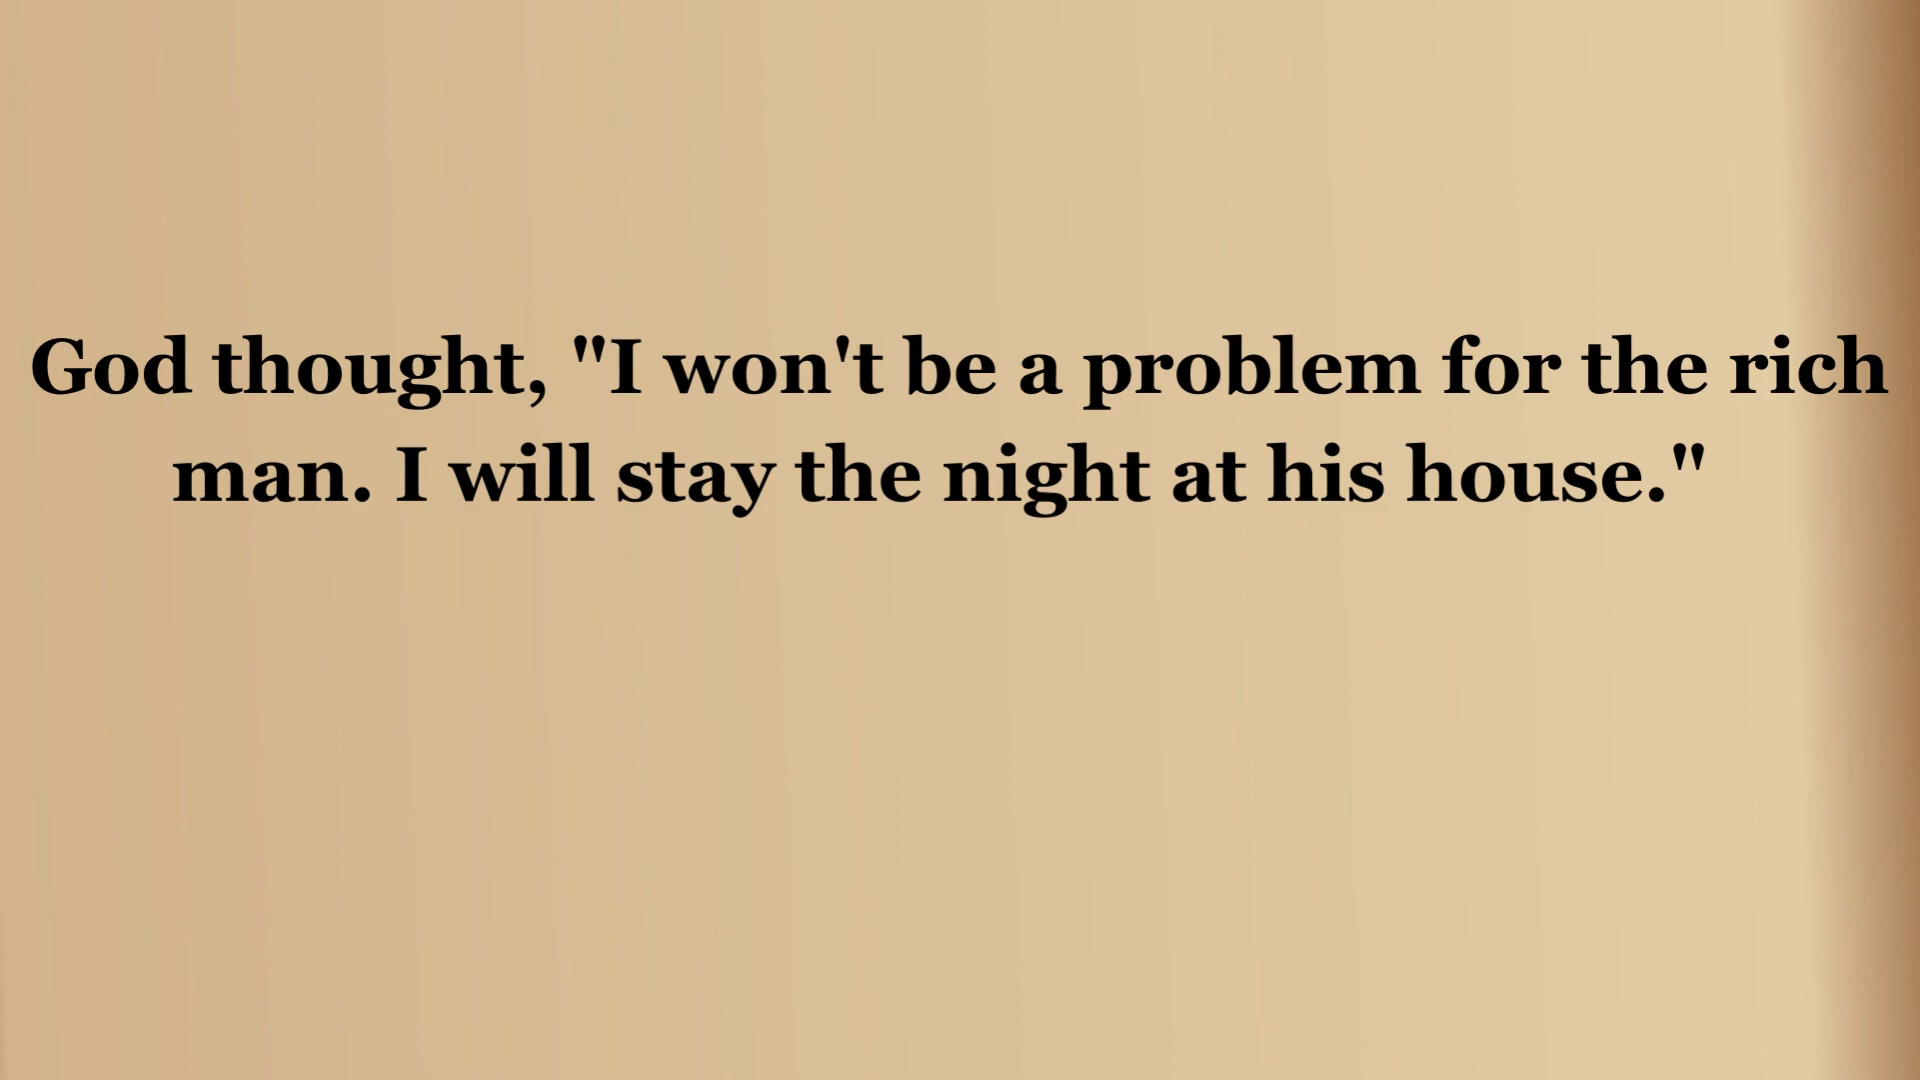 God thought, "I won't be a problem for the rich
man. I will stay the night at his house."